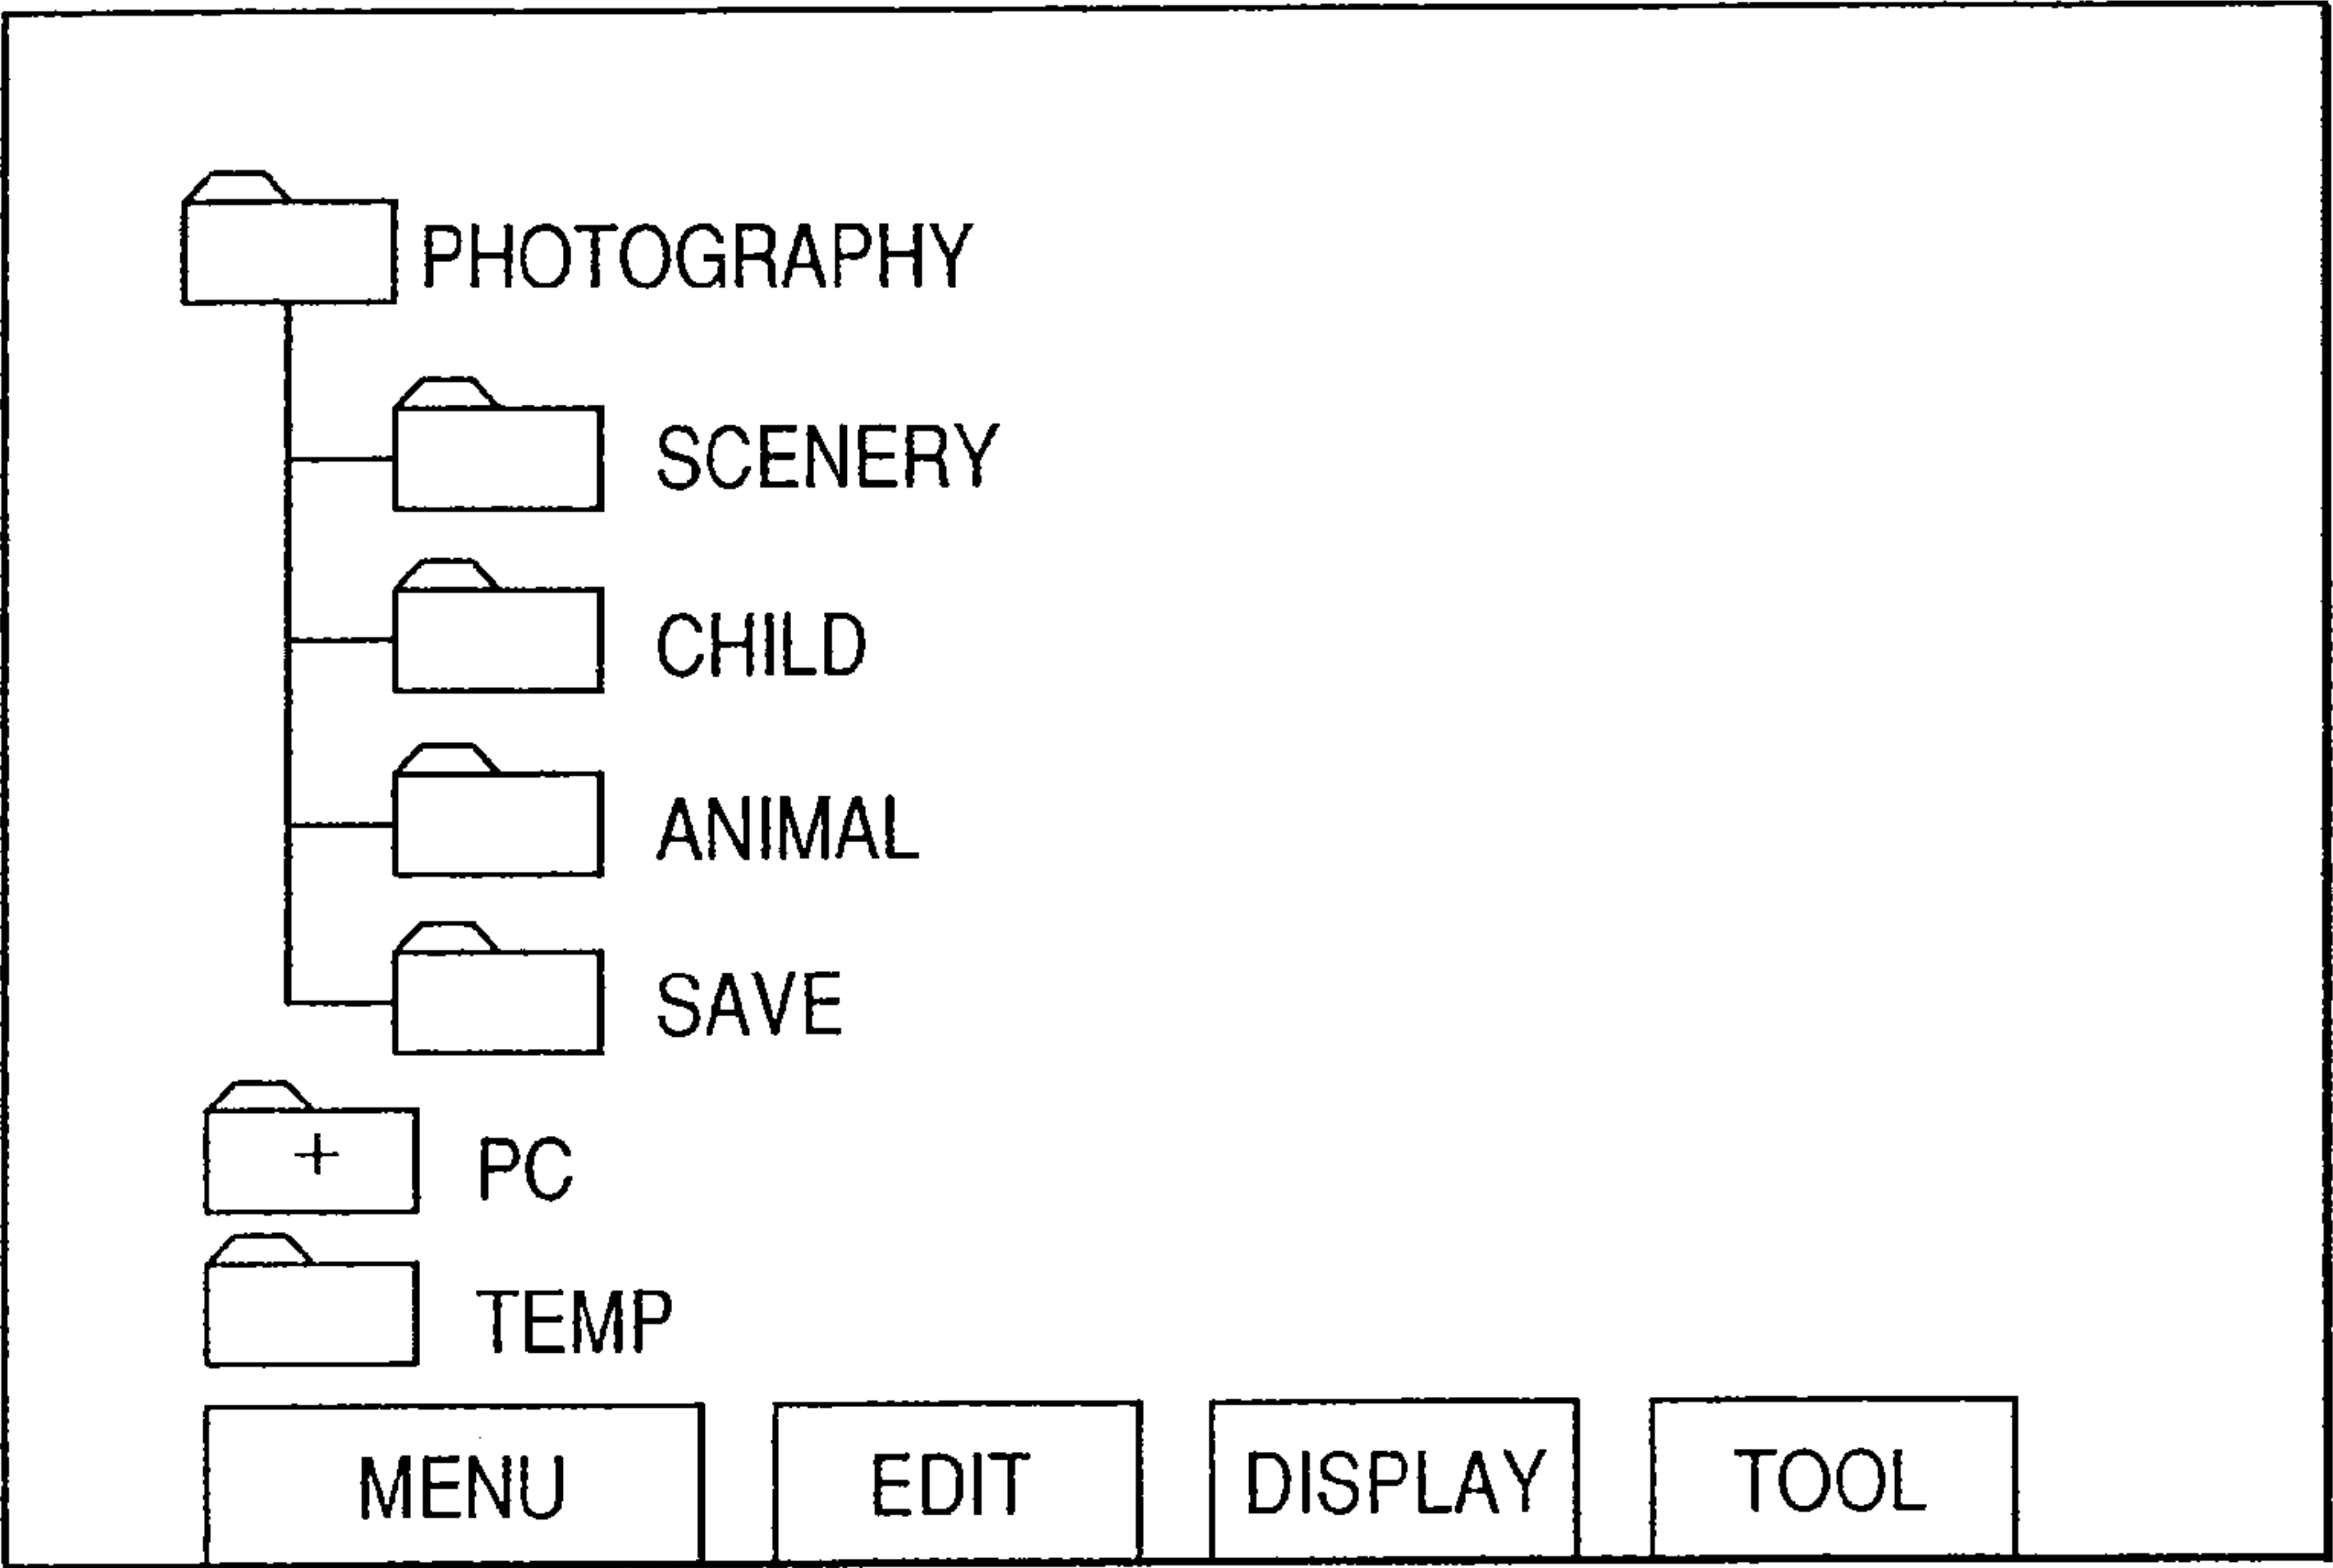 PHOTOGRAPHY
SCENERY
CHILD
ANIMAL
SAVE
+ PC
TEMP
MENU EDIT DISPLAY TOOL